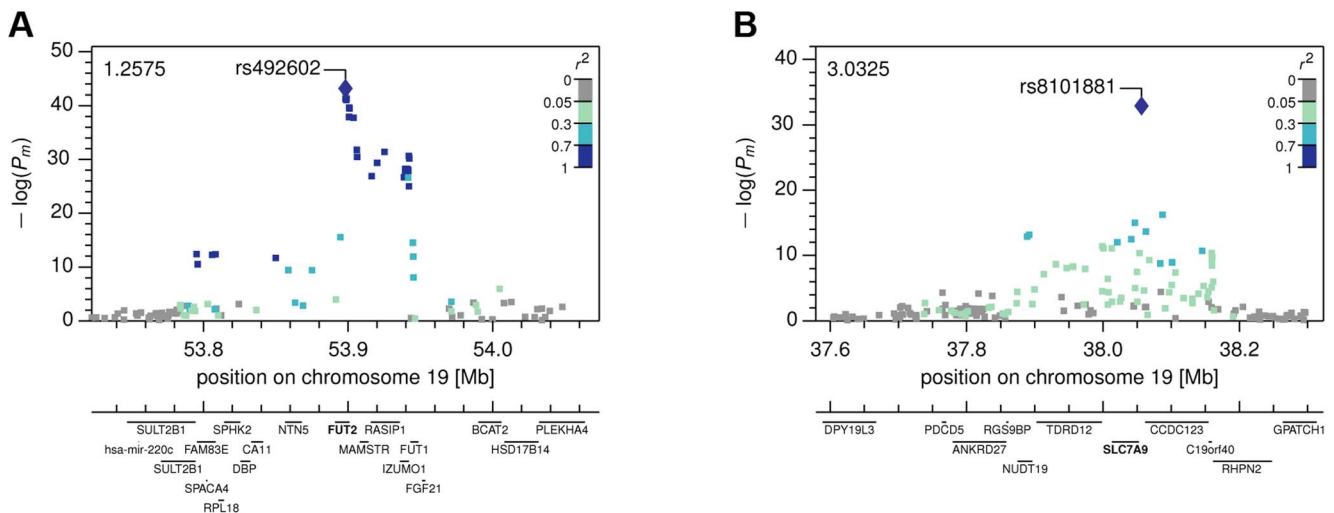 A
1.2575
rs492602
r²
0
0.05
0.3
0.7
1
50
40
30
20
10
0
— log(Pₘ)
53.8 53.9 54.0
position on chromosome 19 [Mb]
SULT2B1 SPHK2 NTN5 FUT2 RASIP1 BCAT2 PLEKHA4
hsa-mir-220c FAM83E CA11 MAMSTR FUT1 HSD17B14
SULT2B1 DBP IZUMO1
SPACA4 FGF21
RPL18
B
3.0325
rs8101881
r²
0
0.05
0.3
0.7
1
40
30
20
10
0
— log(Pₘ)
37.6 37.8 38.0 38.2
position on chromosome 19 [Mb]
DPY19L3 PDCD5 RGS9BP TDRD12 CCDC123 GPATCH1
ANKRD27 SLC7A9 C19orf40
NUDT19 RHPN2